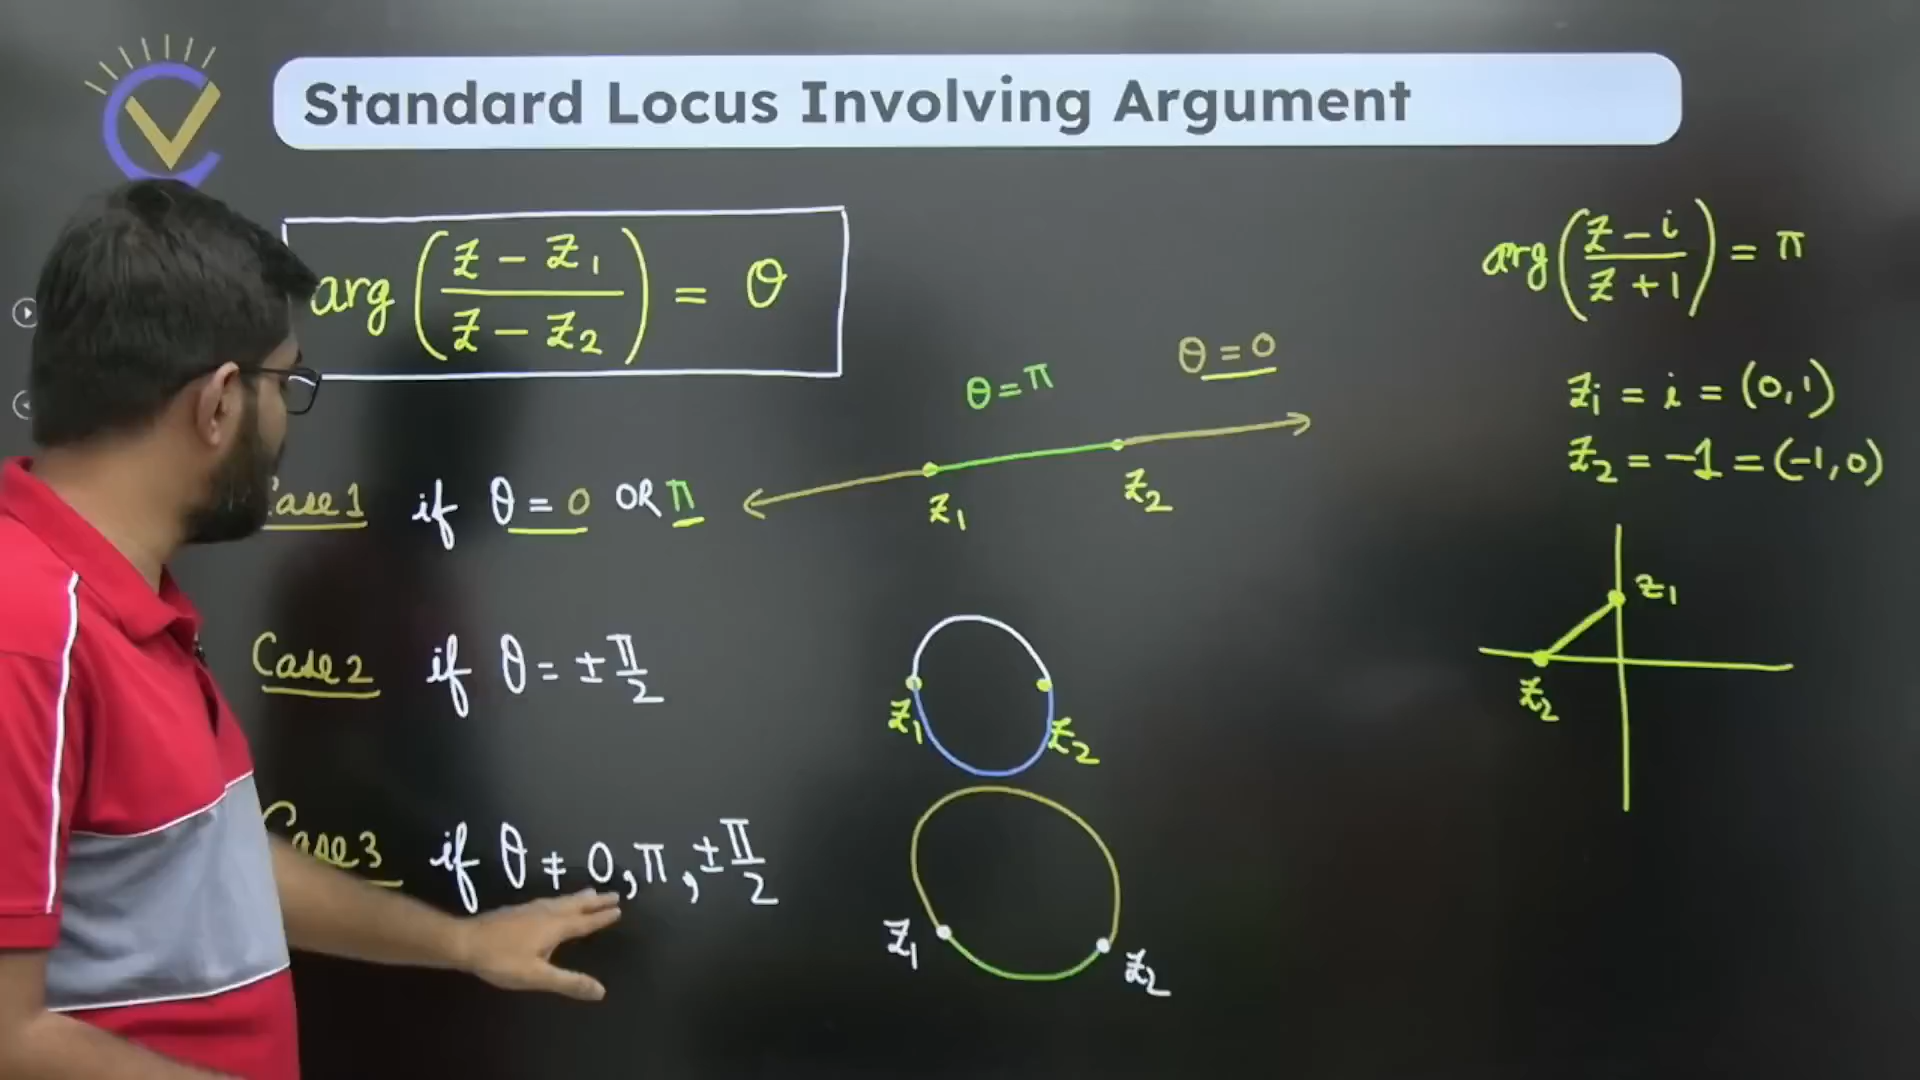 Standard Locus Involving Argument
arg((z - z₁)/(z - z₂)) = θ
Case 1 if θ = 0 OR π
θ = π
θ = 0
z₁
z₂
Case 2 if θ = ± π/2
z₁
z₂
Case 3 if θ ≠ 0, π, ± π/2
z₁
z₂
arg((z - i)/(z + 1)) = π
z₁ = i = (0, 1)
z₂ = -1 = (-1, 0)
z₁
z₂